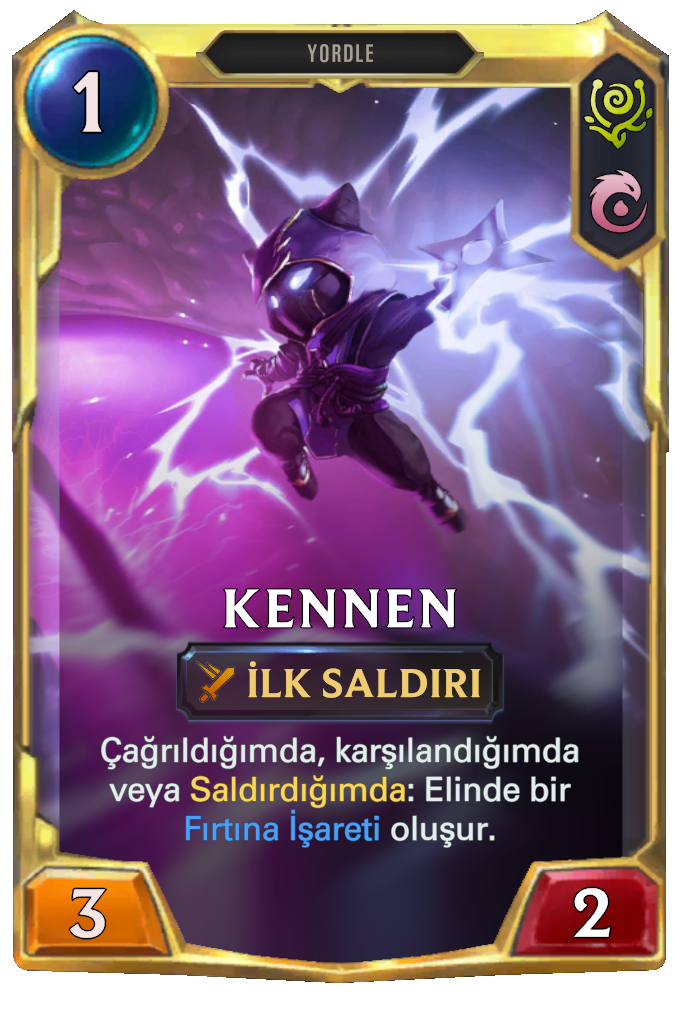 YORDLE
1
KENNEN
İLK SALDIRI
Çağrıldığımda, karşılandığımda
veya Saldırdığımda: Elinde bir
Fırtına İşareti oluşur.
3
2